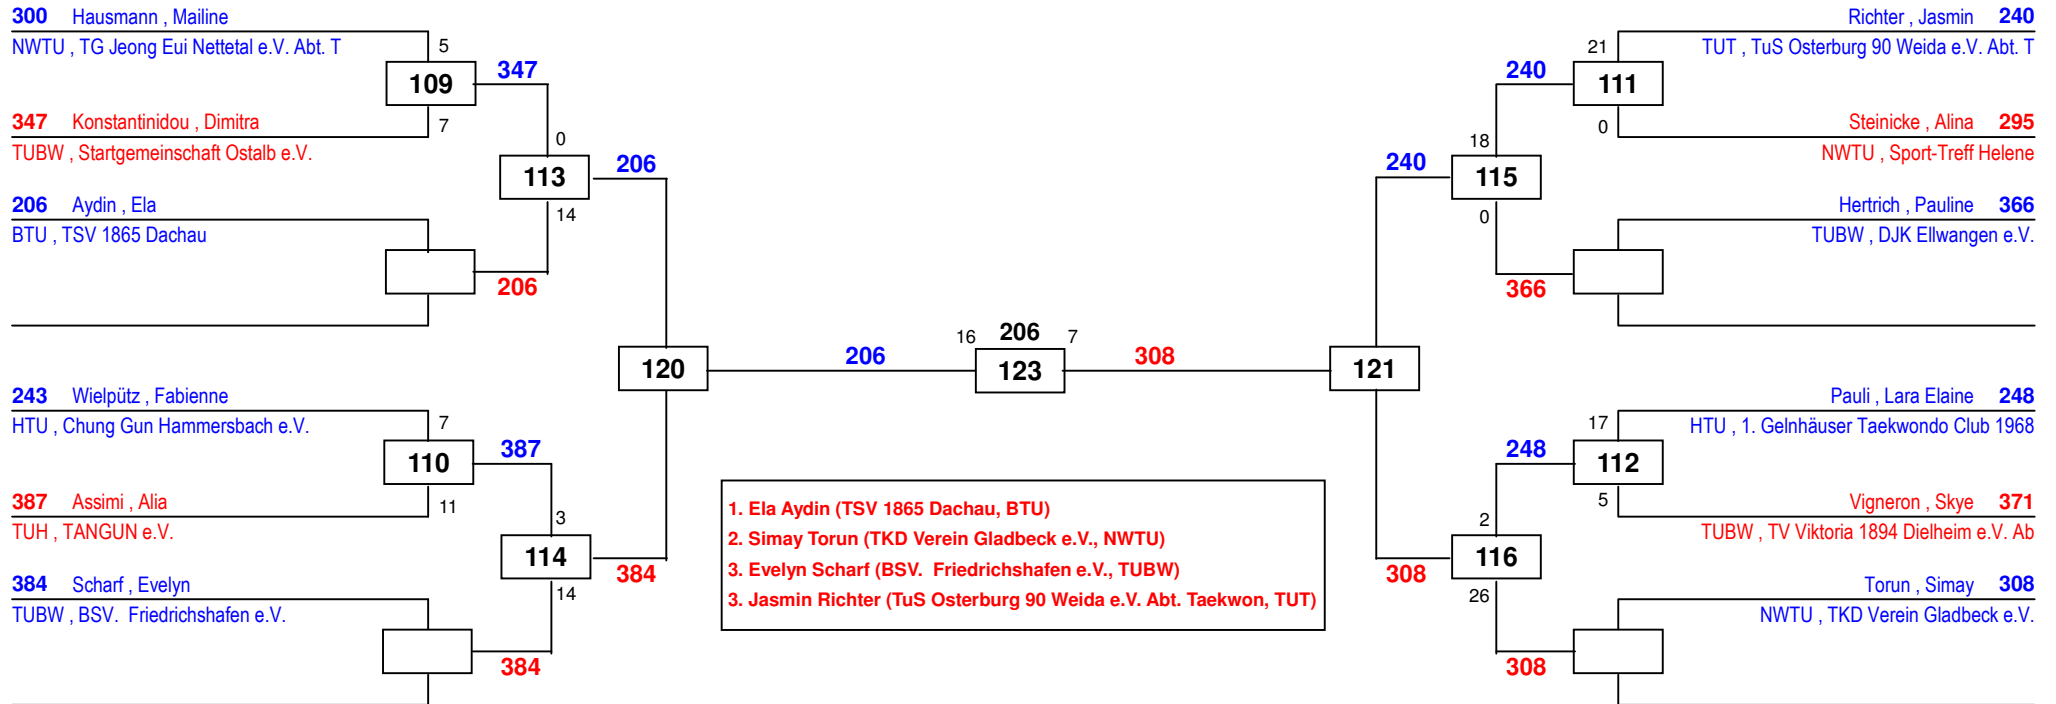 300 Hausmann , Mailine
NWTU , TG Jeong Eui Nettetal e.V. Abt. T
5
109
347
347 Konstantinidou , Dimitra
7
TUBW , Startgemeinschaft Ostalb e.V.
0
113
206
206 Aydin , Ela
14
BTU , TSV 1865 Dachau
206
120
206
243 Wielpütz , Fabienne
HTU , Chung Gun Hammersbach e.V.
7
110
387
387 Assimi , Alia
11
TUH , TANGUN e.V.
3
114
384
384 Scharf , Evelyn
14
TUBW , BSV.  Friedrichshafen e.V.
384
16 206 7
123
308
1. Ela Aydin (TSV 1865 Dachau, BTU)
2. Simay Torun (TKD Verein Gladbeck e.V., NWTU)
3. Evelyn Scharf (BSV.  Friedrichshafen e.V., TUBW)
3. Jasmin Richter (TuS Osterburg 90 Weida e.V. Abt. Taekwon, TUT)
Richter , Jasmin 240
21
TUT , TuS Osterburg 90 Weida e.V. Abt. T
240
111
0
Steinicke , Alina 295
NWTU , Sport-Treff Helene
18
240
115
0
Hertrich , Pauline 366
TUBW , DJK Ellwangen e.V.
366
121
Pauli , Lara Elaine 248
17
HTU , 1. Gelnhäuser Taekwondo Club 1968
248
112
5
Vigneron , Skye 371
TUBW , TV Viktoria 1894 Dielheim e.V. Ab
2
116
308
26
Torun , Simay 308
NWTU , TKD Verein Gladbeck e.V.
308